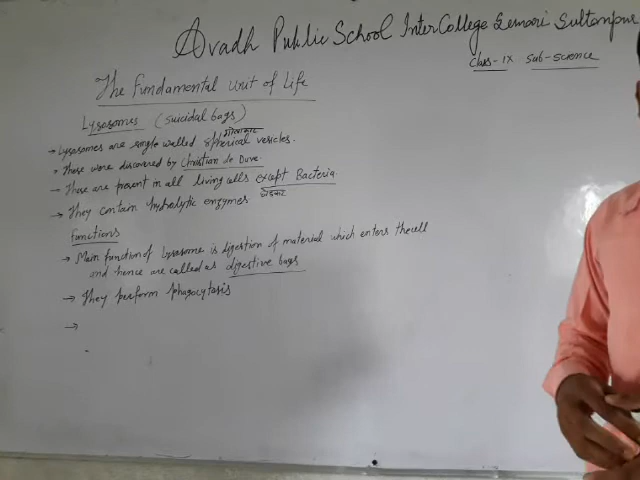 Avadh Public School Inter College Semari Sultanpur
Class-IX Sub-Science
The Fundamental Unit of Life
Lysosomes (suicidal bags)
गोलाकार
→ Lysosomes are single walled spherical vesicles.
→ These were discovered by Christian de Duve.
→ These are present in all living cells except Bacteria.
→ They contain hydrolytic enzymes
Functions
→ Main function of lysosome is digestion of material which enters the cell
and hence are called as digestive bags
→ They perform phagocytosis
→